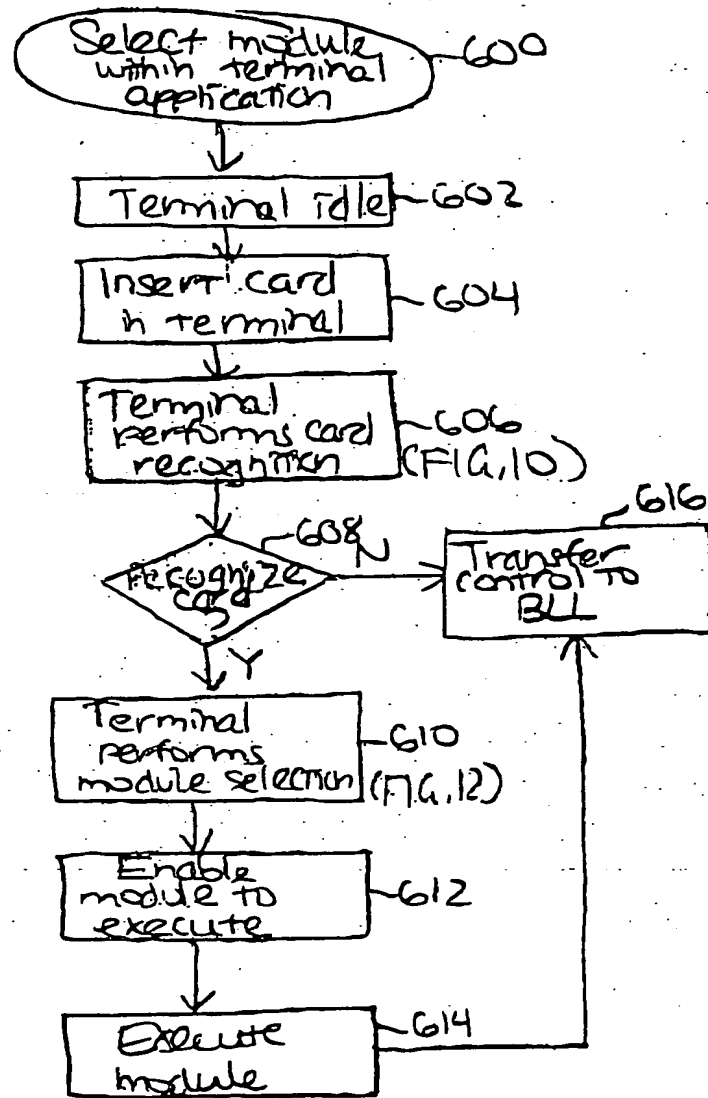 Select module
within terminal
application
600
Terminal idle
602
Insert card
in terminal
604
Terminal
performs card
recognition
606
(FIG. 10)
608
recognize
card
?
N
616
Transfer
control to
BLL
Y
Terminal
performs
module selection
610
(FIG. 12)
Enable
module to
execute
612
Execute
module
614